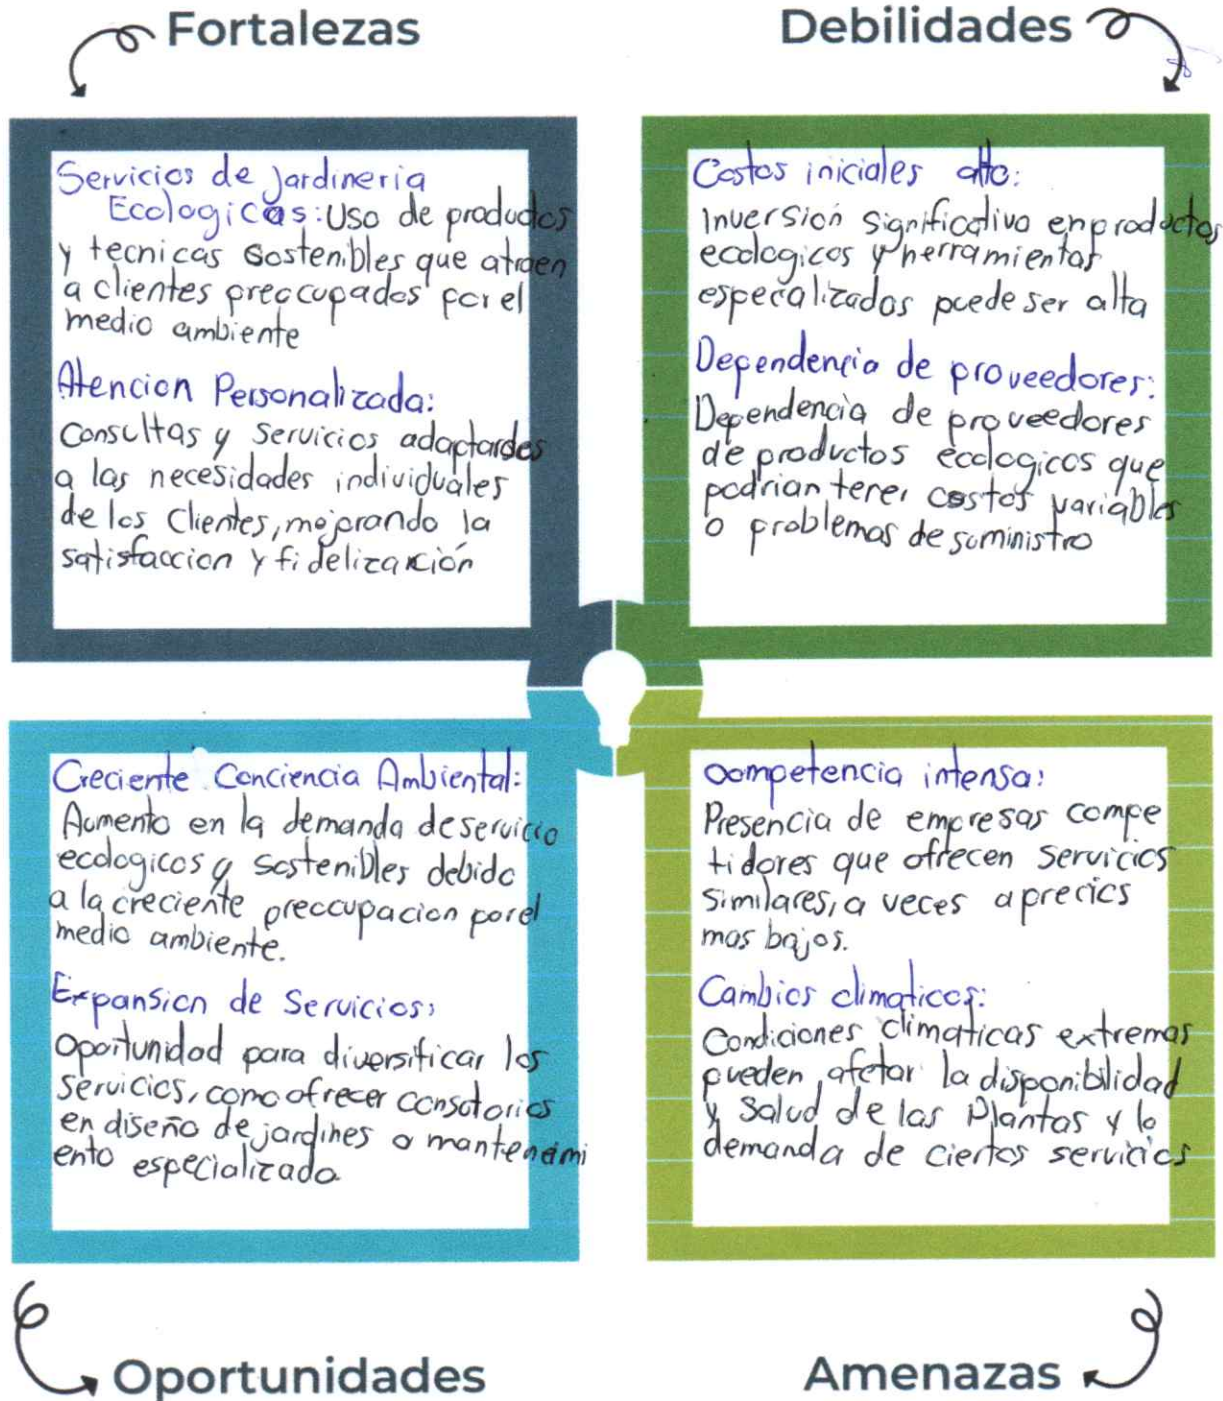 Fortalezas
Servicios de jardineria
Ecologicas: Uso de productos
y tecnicas sostenibles que atraen
a clientes preocupados por el
medio ambiente
Atencion Personalizada:
Consultas y servicios adaptardes
a las necesidades individuales
de los clientes, mejorando la
satisfaccion y fidelización
Debilidades
Costos iniciales alto:
Inversión significativa en productos
ecologicos y herramientas
especalizados puede ser alta
Dependencia de proveedores:
Dependencia de proveedores
de productos ecologicos que
podrian tener costos variables
o problemas de suministro
Creciente Conciencia Ambiental:
Aumento en la demanda de servicio
ecologicos y sostenibles debido
a la creciente preocupacion por el
medio ambiente.
Expansion de Servicios:
Oportunidad para diversificar los
servicios, como ofrecer consotorios
en diseño de jardines o mantenami
ento especializado
Oportunidades
competencia intensa:
Presencia de empresas compe
tidores que ofrecen servicios
similares, a veces a precios
mas bajos.
Cambios climaticos:
Condiciones climaticas extremas
pueden afetar la disponibilidad
y salud de las Plantas y la
demanda de ciertos servicios
Amenazas